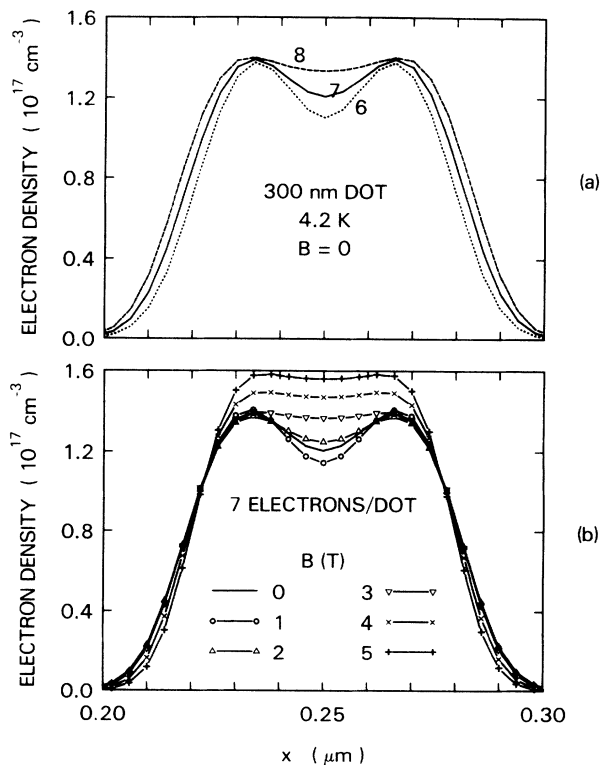 1.6
1.2
0.8
0.4
0.0
ELECTRON DENSITY ( 10^17 cm^-3 )
8
7
6
300 nm DOT
4.2 K
B = 0
(a)
1.6
1.2
0.8
0.4
0.0
ELECTRON DENSITY ( 10^17 cm^-3 )
7 ELECTRONS/DOT
B (T)
0 3
1 4
2 5
(b)
0.20 0.25 0.30
x ( μm )